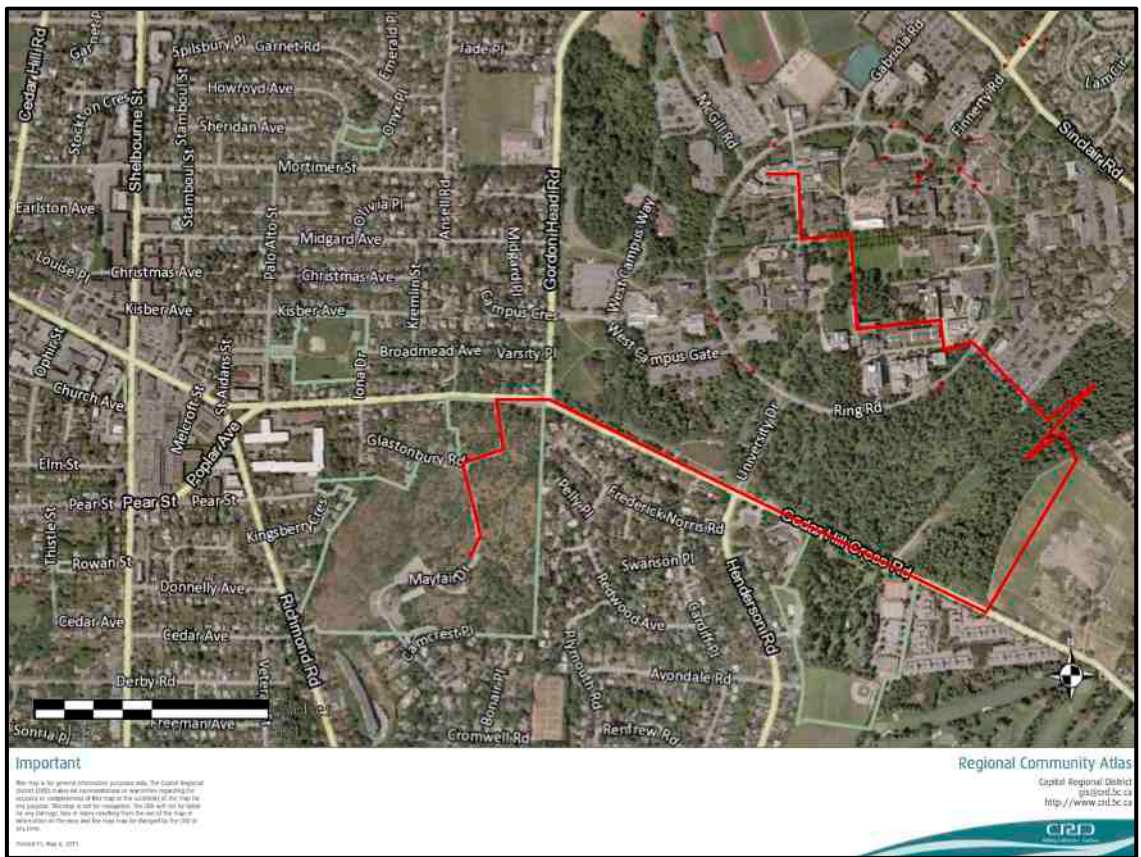 Cedar Hill Rd
Spilsbury Pl
Garnet Rd
Emerald Pl
Jade Pl
Stockton Cres
Shelbourne St
Stamboul St
Howroyd Ave
Onyx Pl
Sheridan Ave
McGill Rd
Gabriola Rd
Finnerty Rd
Lam Cir
Sinclair Rd
Mortimer St
Earlston Ave
Stamboul St
Palo Alto St
Olivia Pl
Ansell Rd
Midgard Ave
Midgard Pl
Gordon Head Rd
West Campus Way
Louise Pl
Christmas Ave
Christmas Ave
Kremlin St
Kisber Ave
Kisber Ave
Campus Cres
Ophir St
St Aidans St
Iona Dr
Broadmead Ave
Varsity Pl
West Ca
mpus Gate
Church Ave
Melcroft St
Ring Rd
Poplar Ave
Glastonbury Rd
University Dr
Elm St
Pear St
Pear St
Pear St
Kingsberry Cres
Pelly Pl
Frederick Norris Rd
Cedar Hill Cross Rd
Thistle St
Rowan St
Swanson Pl
Mayfair
Dr
Donnelly Ave
Redwood Ave
Cardiff Pl
Henderson Rd
Cedar Ave
Cedar Ave
Richmond Rd
Camcrest Pl
Plymouth Rd
Derby Rd
Avondale Rd
Bonair Pl
Freeman Ave
Cromwell Rd
Renfrew Rd
Important
Regional Community Atlas
Capital Regional District
gis@crd.bc.ca
http://www.crd.bc.ca
CRD